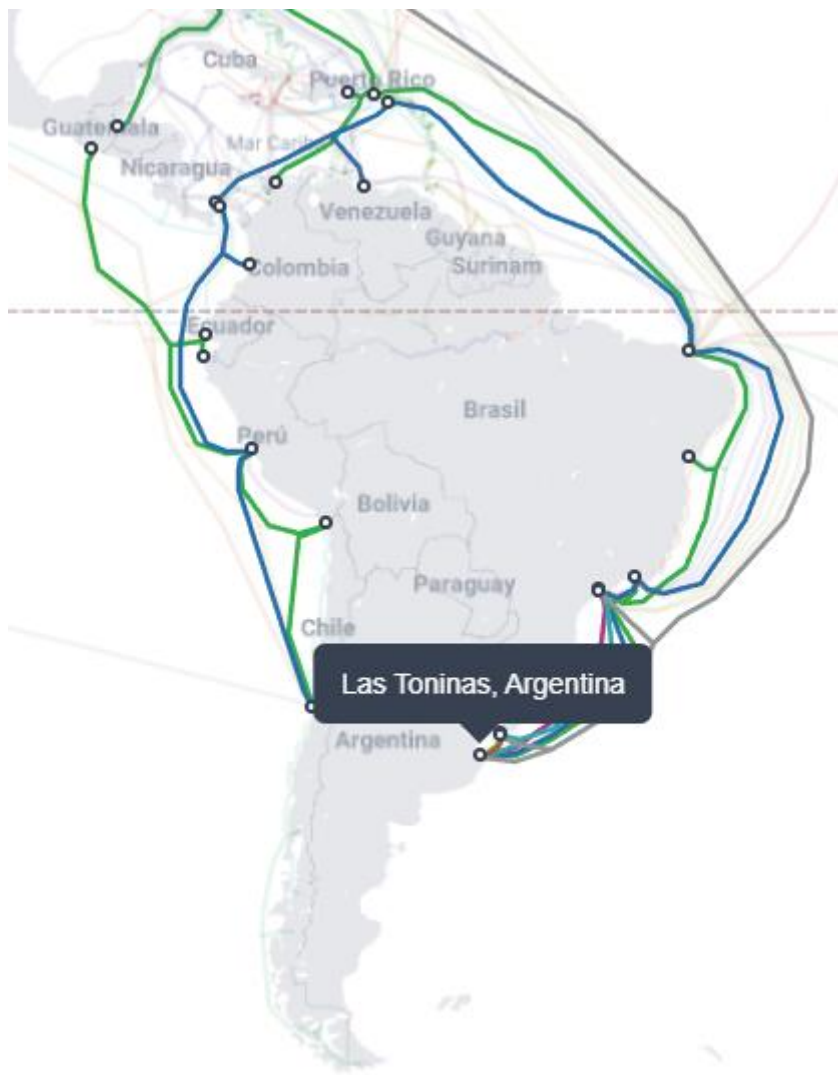 Cuba
Puerto Rico
Guatemala
Mar Carib
Nicaragua
Venezuela
Guyana
Surinam
Colombia
Ecuador
Brasil
Perú
Bolivia
Paraguay
Chile
Las Toninas, Argentina
Argentina